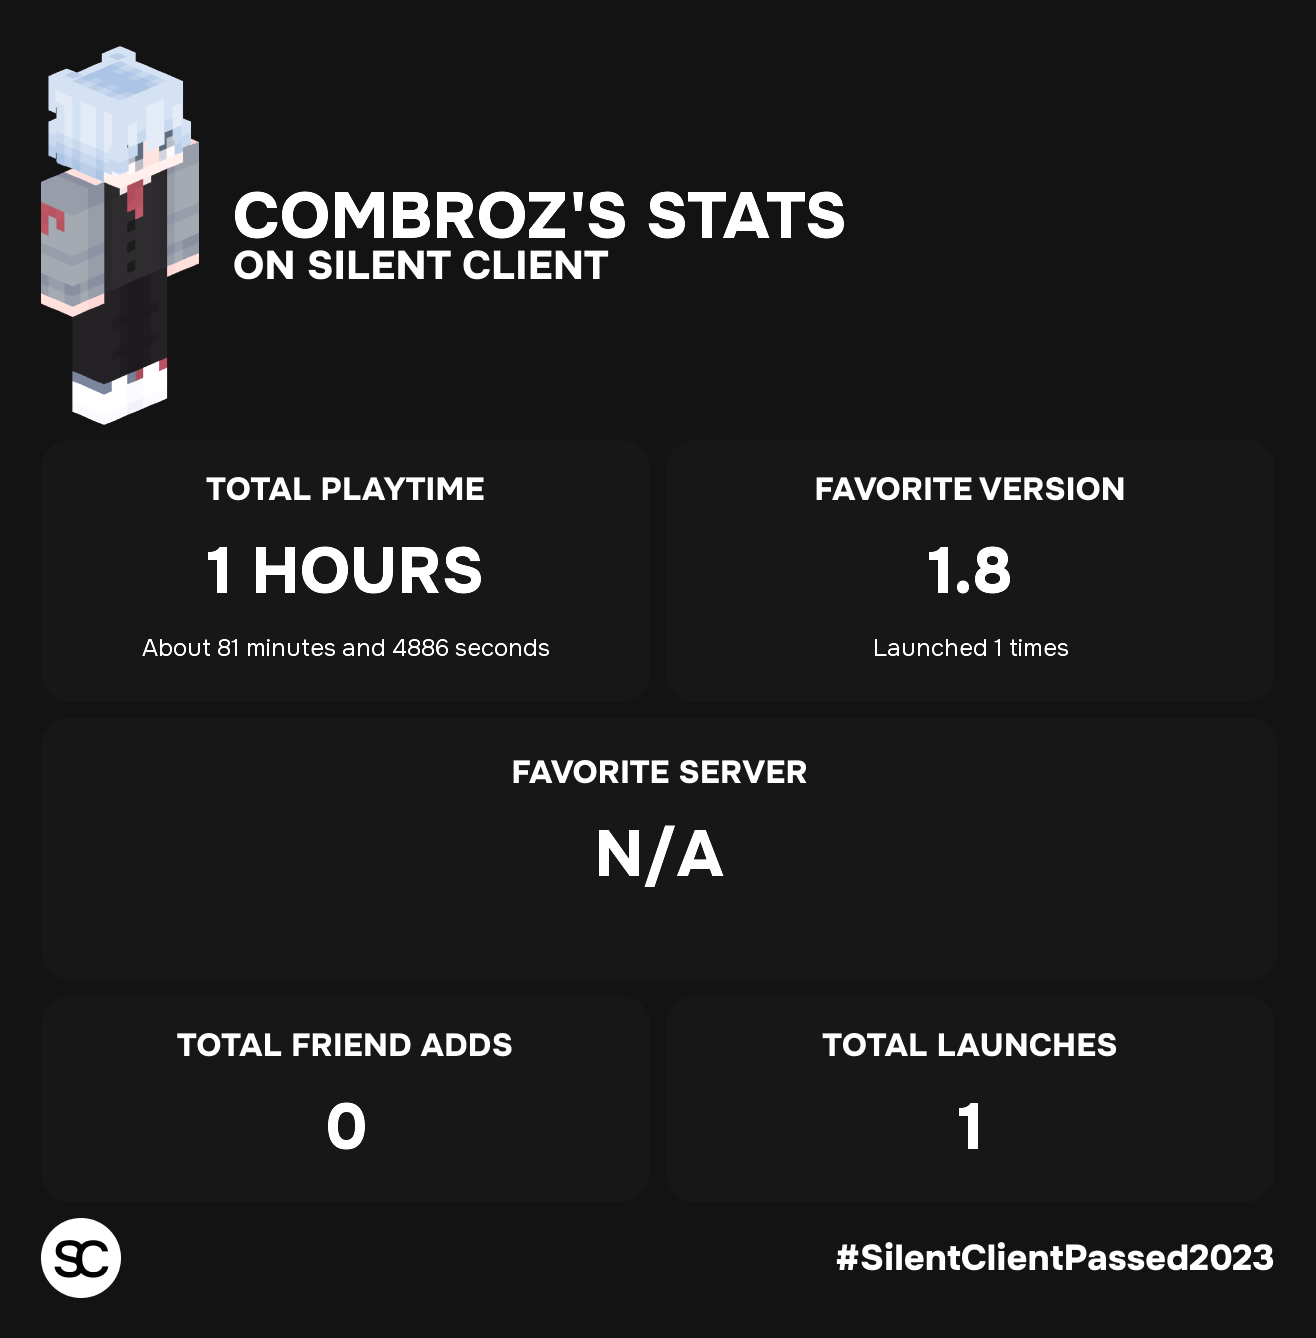 COMBROZ'S STATS
ON SILENT CLIENT
TOTAL PLAYTIME
1 HOURS
About 81 minutes and 4886 seconds
FAVORITE VERSION
1.8
Launched 1 times
FAVORITE SERVER
N/A
TOTAL FRIEND ADDS
0
TOTAL LAUNCHES
1
SC
#SilentClientPassed2023